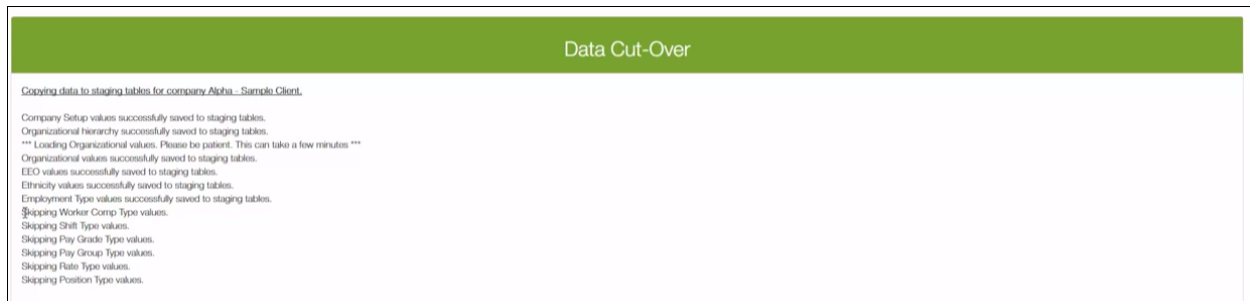 Data Cut-Over
Copying data to staging tables for company Alpha - Sample Client.
Company Setup values successfully saved to staging tables.
Organizational hierarchy successfully saved to staging tables.
*** Loading Organizational values. Please be patient. This can take a few minutes ***
Organizational values successfully saved to staging tables.
EEO values successfully saved to staging tables.
Ethnicity values successfully saved to staging tables.
Employment Type values successfully saved to staging tables.
Skipping Worker Comp Type values.
Skipping Shift Type values.
Skipping Pay Grade Type values.
Skipping Pay Group Type values.
Skipping Rate Type values.
Skipping Position Type values.